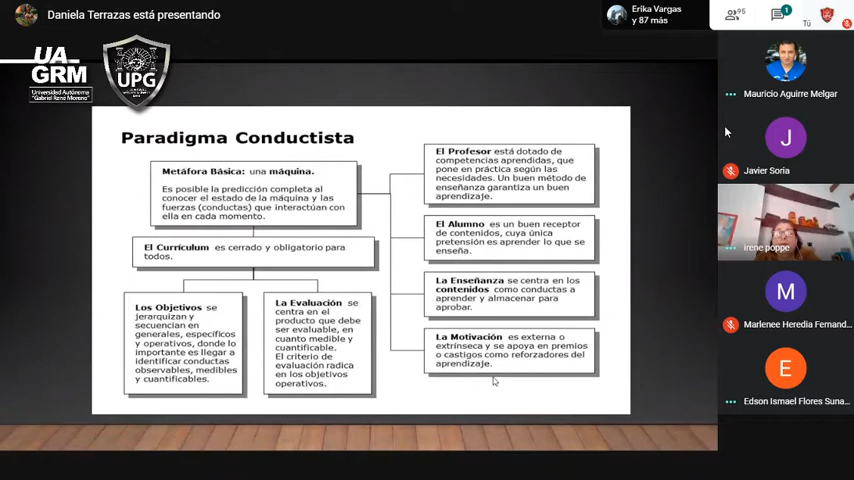 Daniela Terrazas está presentando
Erika Vargas
y 87 más
95
1
Tú
UA
GRM
Universidad Autónoma
"Gabriel René Moreno"
UPG
Paradigma Conductista
Metáfora Básica: una máquina.
Es posible la predicción completa al
conocer el estado de la máquina y las
fuerzas (conductas) que interactúan con
ella en cada momento.
El Currículum es cerrado y obligatorio para
todos.
Los Objetivos se
jerarquizan y
secuencian en
generales, específicos
y operativos, donde lo
importante es llegar a
identificar conductas
observables, medibles
y cuantificables.
La Evaluación se
centra en el
producto que debe
ser evaluable, en
cuanto medible y
cuantificable.
El criterio de
evaluación radica
en los objetivos
operativos.
El Profesor está dotado de
competencias aprendidas, que
pone en práctica según las
necesidades. Un buen método de
enseñanza garantiza un buen
aprendizaje.
El Alumno es un buen receptor
de contenidos, cuya única
pretensión es aprender lo que se
enseña.
La Enseñanza se centra en los
contenidos como conductas a
aprender y almacenar para
aprobar.
La Motivación es externa o
extrínseca y se apoya en premios
o castigos como reforzadores del
aprendizaje.
Mauricio Aguirre Melgar
J
Javier Soria
irene poppe
M
Marlenee Heredia Fernand...
E
Edson Ismael Flores Suna...